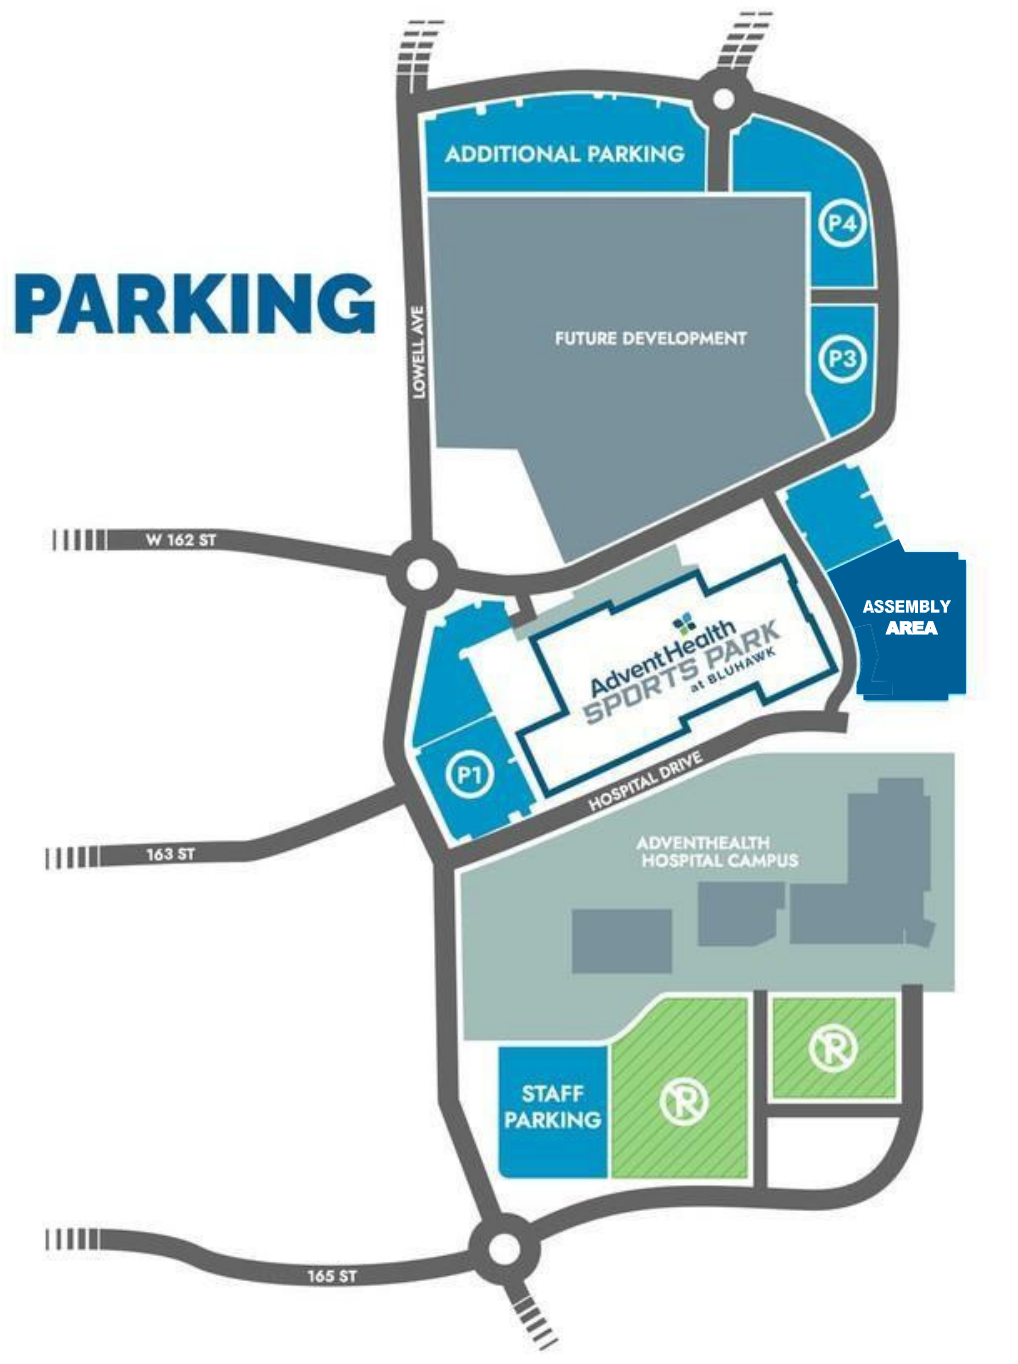 ADDITIONAL PARKING
P4
PARKING
LOWELL AVE
FUTURE DEVELOPMENT
P3
W 162 ST
ASSEMBLY
AREA
AdventHealth
SPORTS PARK
at BLUHAWK
P1
HOSPITAL DRIVE
163 ST
ADVENTHEALTH
HOSPITAL CAMPUS
P
STAFF
PARKING
P
165 ST